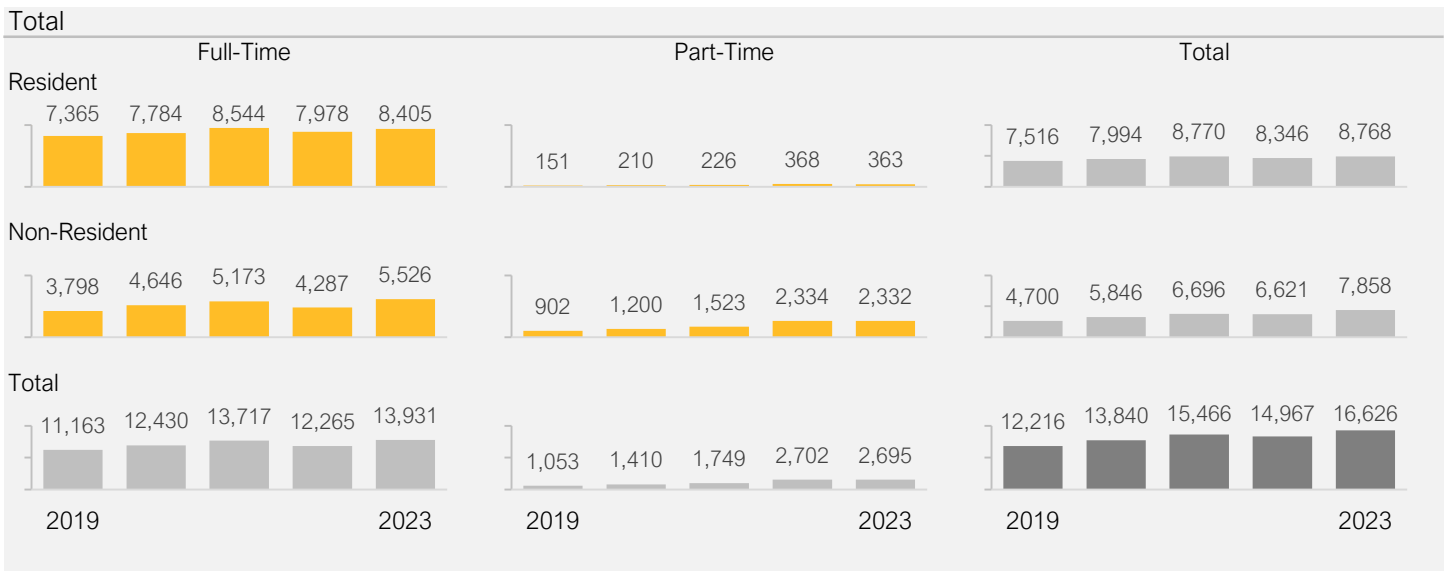 Total
Full-Time Part-Time Total
Resident
7,365 7,784 8,544 7,978 8,405 151 210 226 368 363 7,516 7,994 8,770 8,346 8,768
Non-Resident
3,798 4,646 5,173 4,287 5,526 902 1,200 1,523 2,334 2,332 4,700 5,846 6,696 6,621 7,858
Total
11,163 12,430 13,717 12,265 13,931 1,053 1,410 1,749 2,702 2,695 12,216 13,840 15,466 14,967 16,626
2019 2023 2019 2023 2019 2023